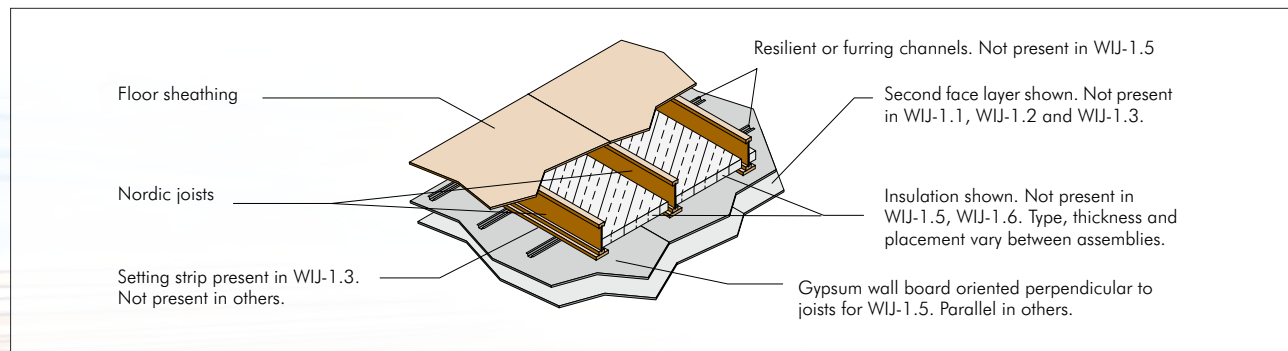 Floor sheathing
Nordic joists
Setting strip present in WIJ-1.3.
Not present in others.
Resilient or furring channels. Not present in WIJ-1.5
Second face layer shown. Not present
in WIJ-1.1, WIJ-1.2 and WIJ-1.3.
Insulation shown. Not present in
WIJ-1.5, WIJ-1.6. Type, thickness and
placement vary between assemblies.
Gypsum wall board oriented perpendicular to
joists for WIJ-1.5. Parallel in others.